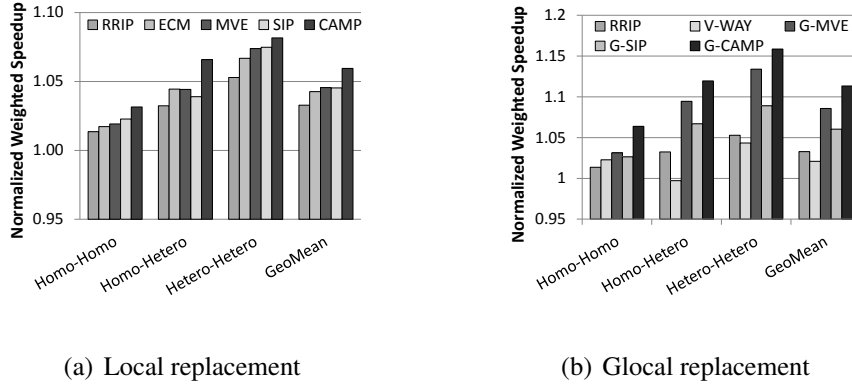 Normalized Weighted Speedup
1.10
1.05
1.00
0.95
RRIP ECM MVE SIP CAMP
Homo-Homo
Homo-Hetero
Hetero-Hetero
GeoMean
(a) Local replacement
Normalized Weighted Speedup
1.2
1.15
1.1
1.05
1
0.95
RRIP V-WAY G-MVE
G-SIP G-CAMP
Homo-Homo
Homo-Hetero
Hetero-Hetero
GeoMean
(b) Glocal replacement